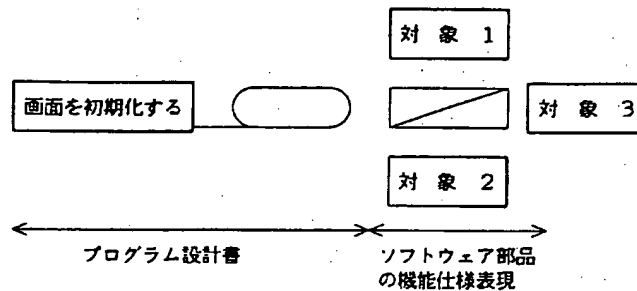 対象1
画面を初期化する
対象3
対象2
プログラム設計書
ソフトウェア部品
の機能仕様表現